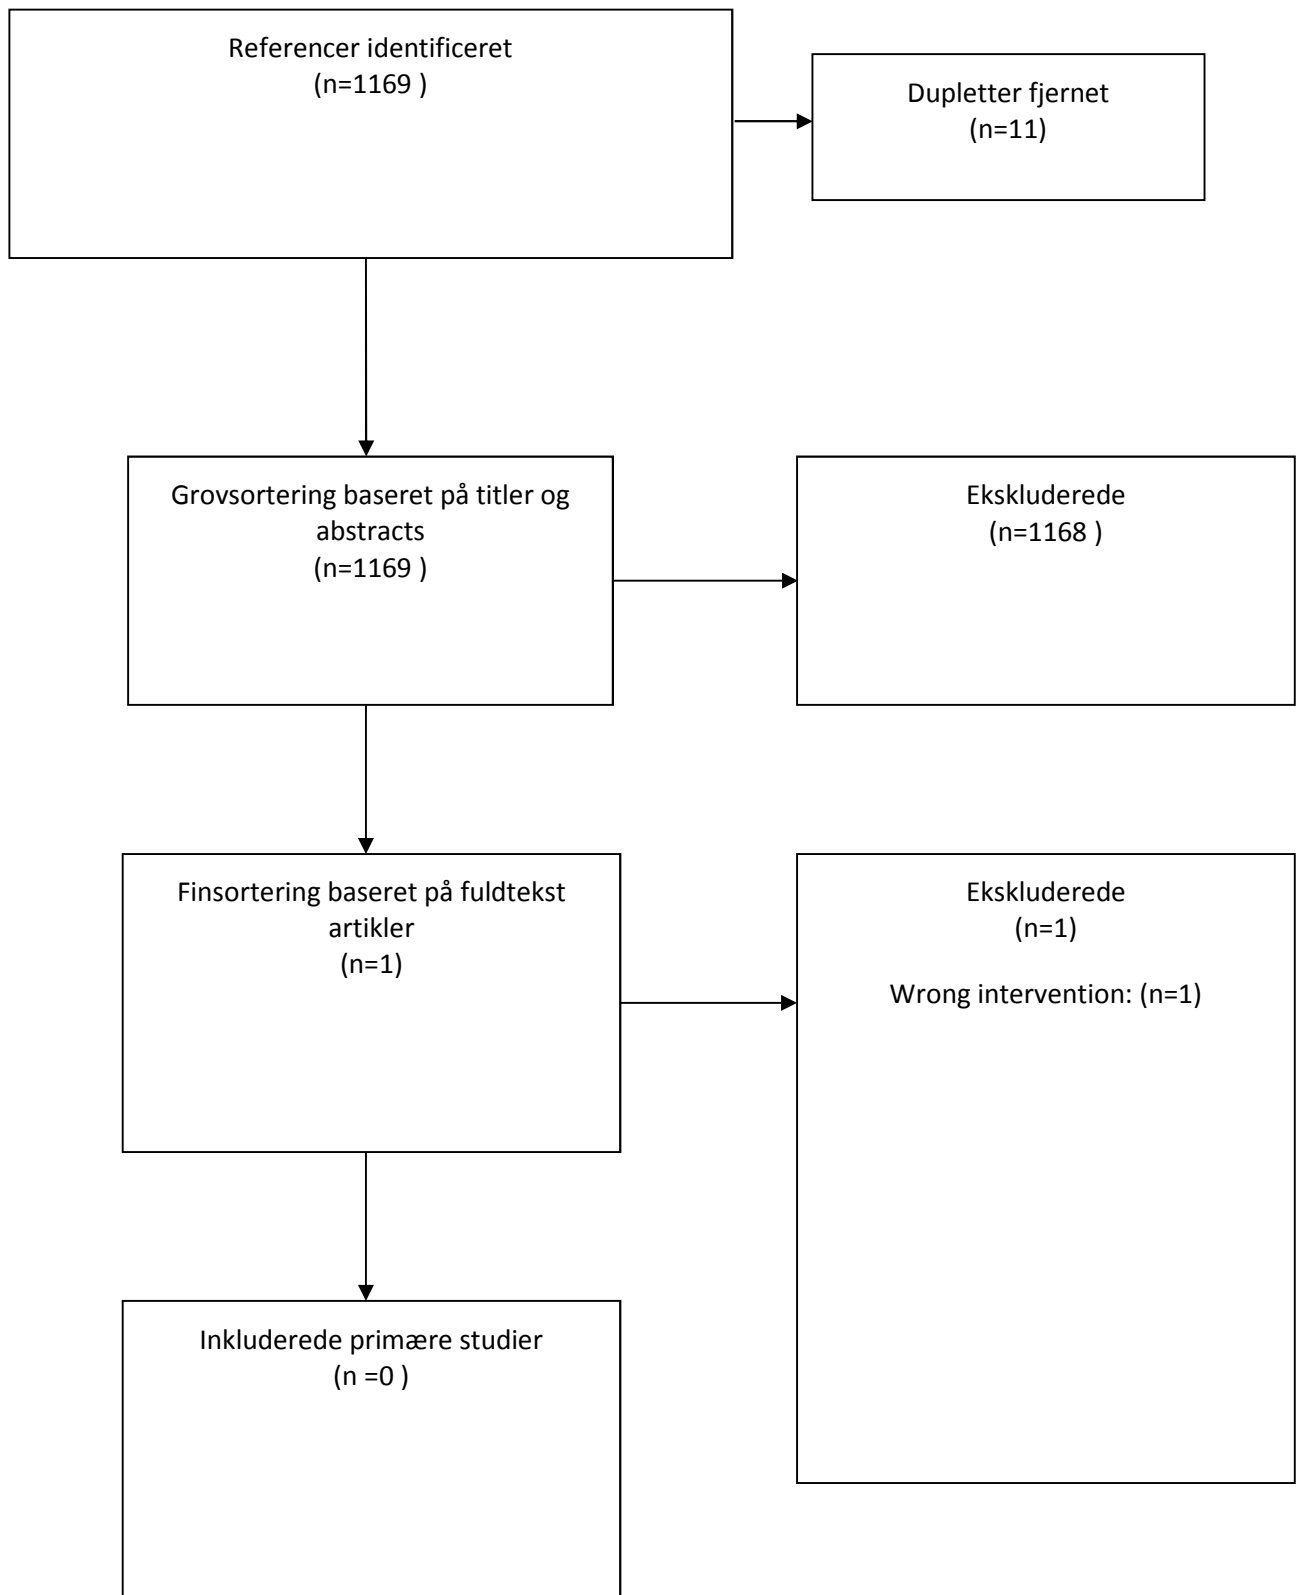 Referencer identificeret
(n=1169 )
Dupletter fjernet
(n=11)
Grovsortering baseret på titler og
abstracts
(n=1169 )
Ekskluderede
(n=1168 )
Finsortering baseret på fuldtekst
artikler
(n=1)
Ekskluderede
(n=1)
Wrong intervention: (n=1)
Inkluderede primære studier
(n =0 )